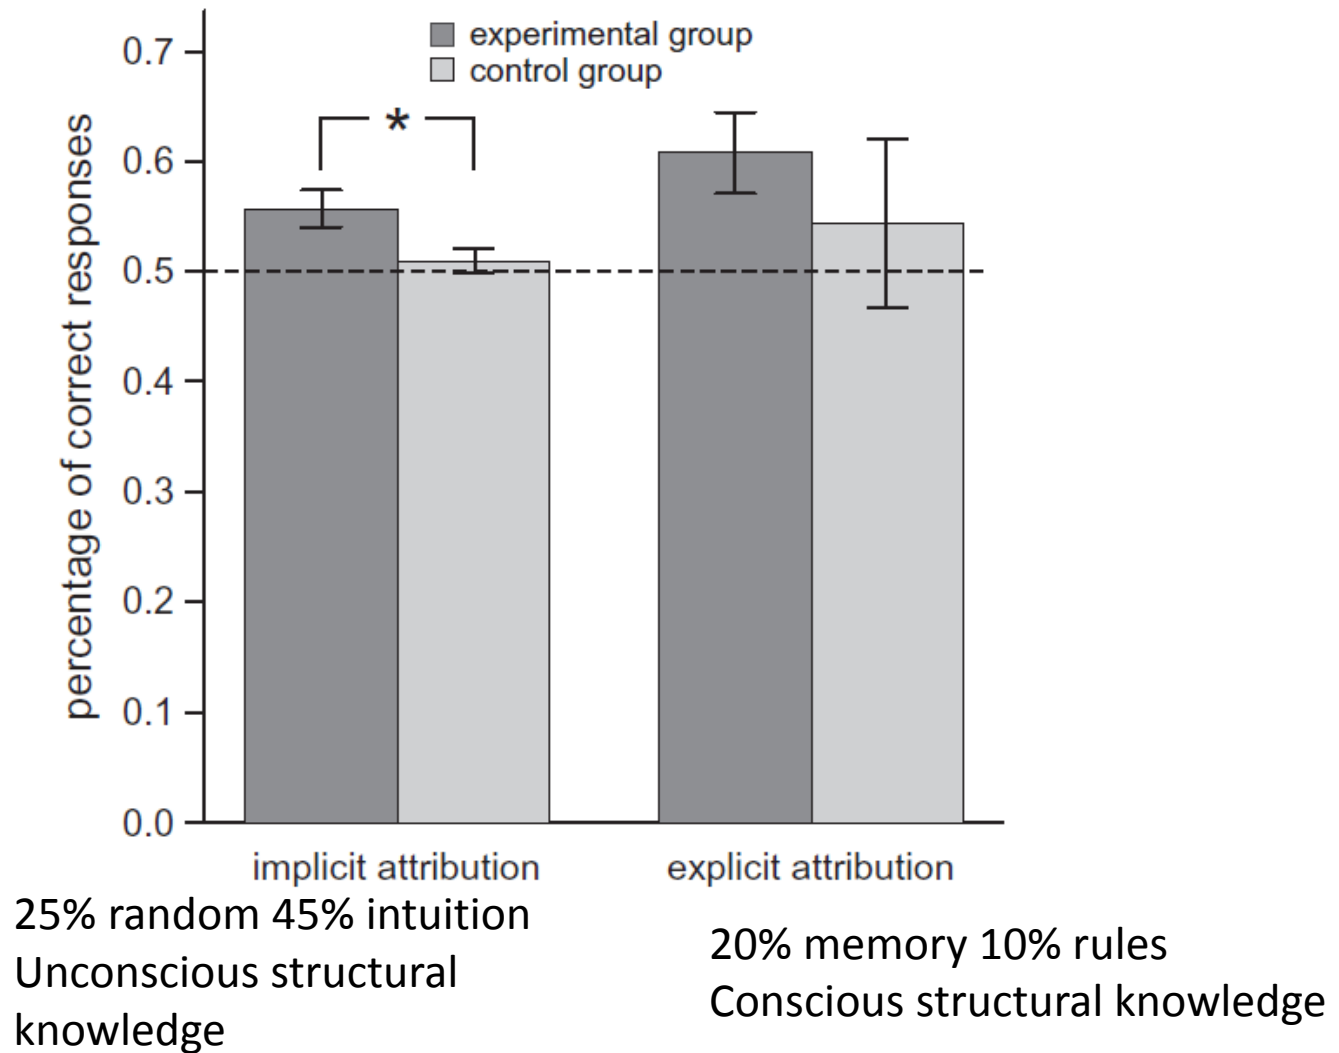 experimental group
control group
*
percentage of correct responses
0.7
0.6
0.5
0.4
0.3
0.2
0.1
0.0
implicit attribution
explicit attribution
25% random 45% intuition
Unconscious structural
knowledge
20% memory 10% rules
Conscious structural knowledge